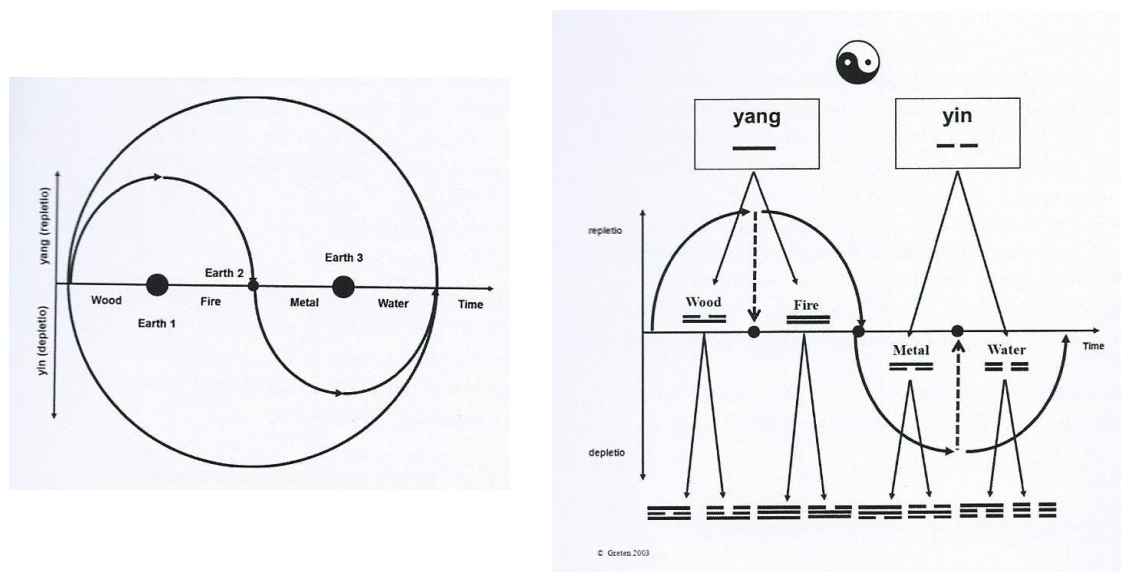 yang (repletio)
yin (depletio)
Wood
Earth 1
Fire
Earth 2
Metal
Earth 3
Water
Time
yang
yin
repletio
depletio
Wood
Fire
Metal
Water
Time
© Greten 2003